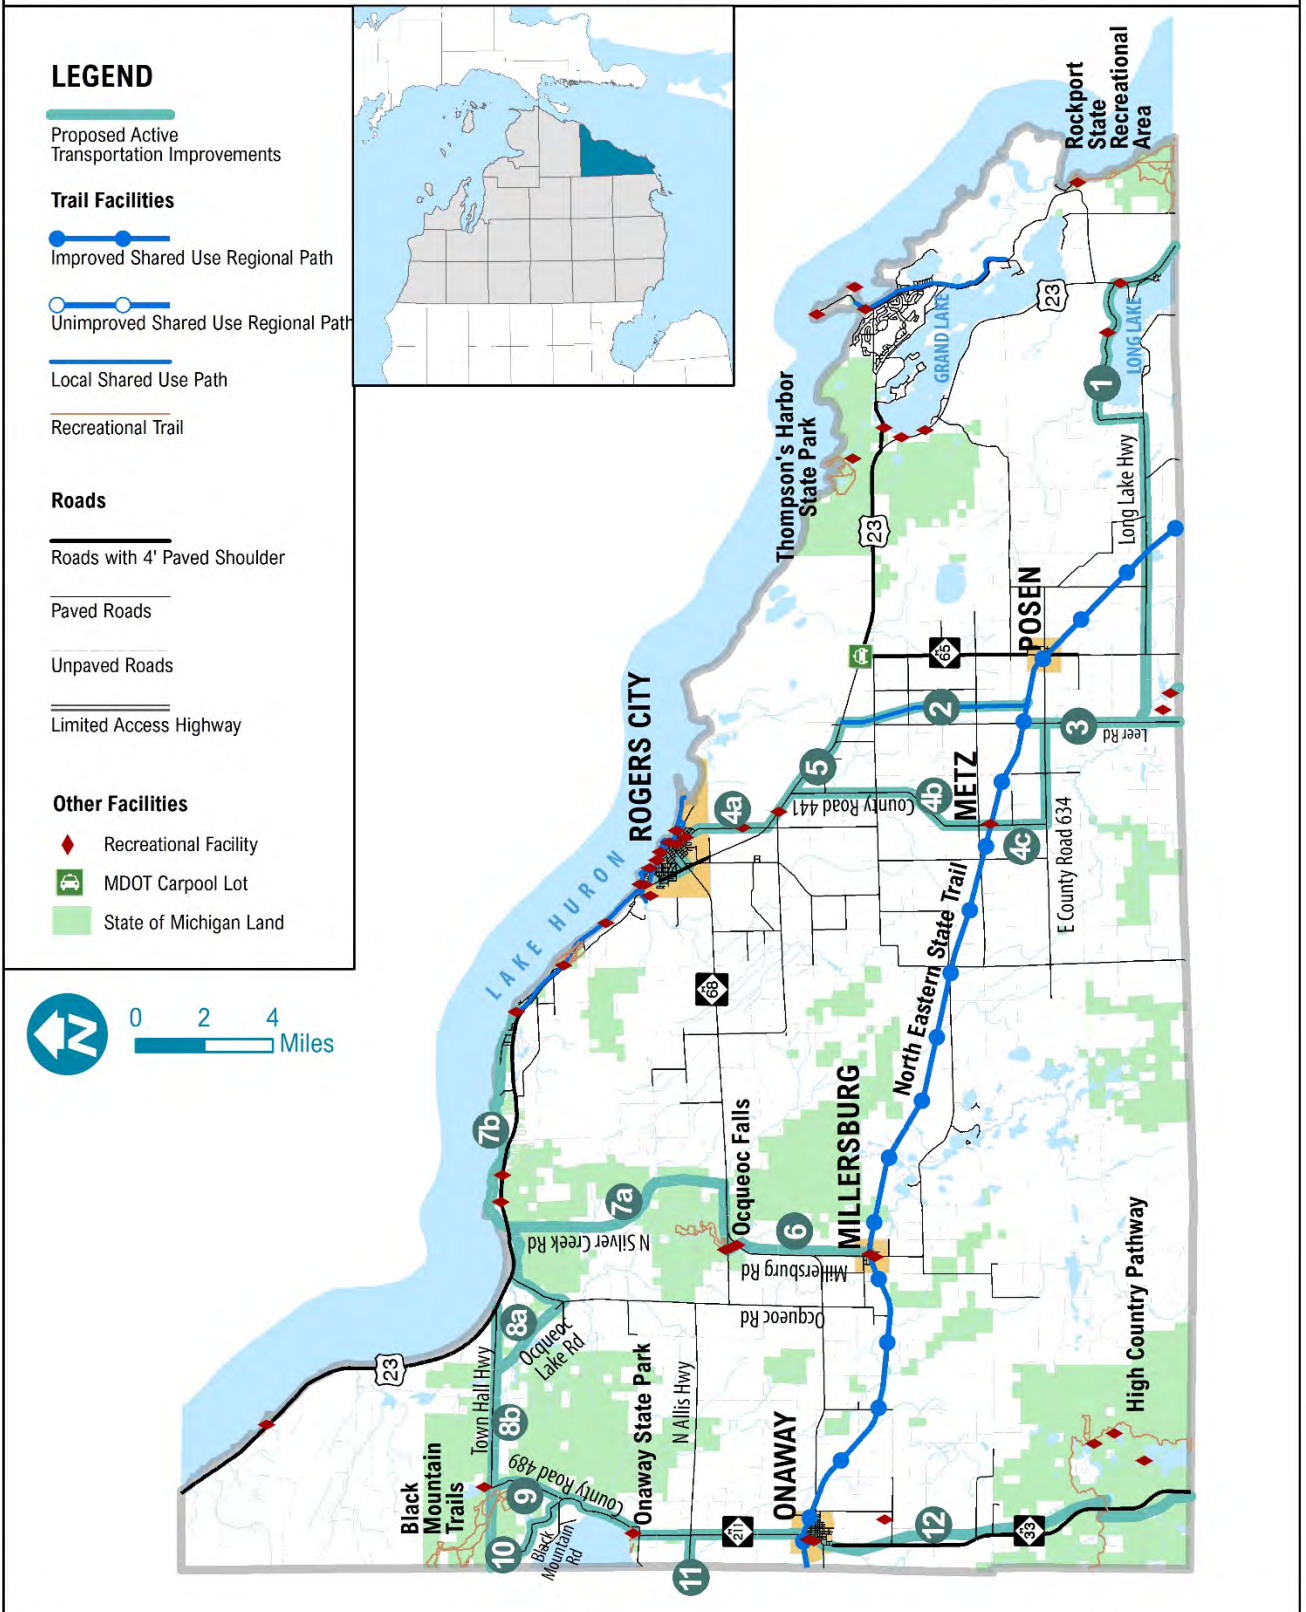 LEGEND
Proposed Active
Transportation Improvements
Trail Facilities
Improved Shared Use Regional Path
Unimproved Shared Use Regional Path
Local Shared Use Path
Recreational Trail
Roads
Roads with 4' Paved Shoulder
Paved Roads
Unpaved Roads
Limited Access Highway
Other Facilities
Recreational Facility
MDOT Carpool Lot
State of Michigan Land
N
0 2 4
Miles
Rockport
State
Recreational
Area
23
GRAND LAKE
LONG LAKE
1
Long Lake Hwy
Thompson's Harbor
State Park
23
POSEN
M
65
2
3
Leer Rd
METZ
5
4a
4b
4c
County Road 441
E County Road 634
ROGERS CITY
LAKE HURON
M
68
North Eastern State Trail
7b
7a
N Silver Creek Rd
Ocqueoc Falls
6
Millersburg Rd
MILLERSBURG
Ocqueoc Rd
8a
Ocqueoc
Lake Rd
23
Town Hall Hwy
8b
N Allis Hwy
Onaway State Park
County Road 489
9
10
Black
Mountain
Rd
Black
Mountain
Trails
11
M
211
ONAWAY
12
M
33
High Country Pathway